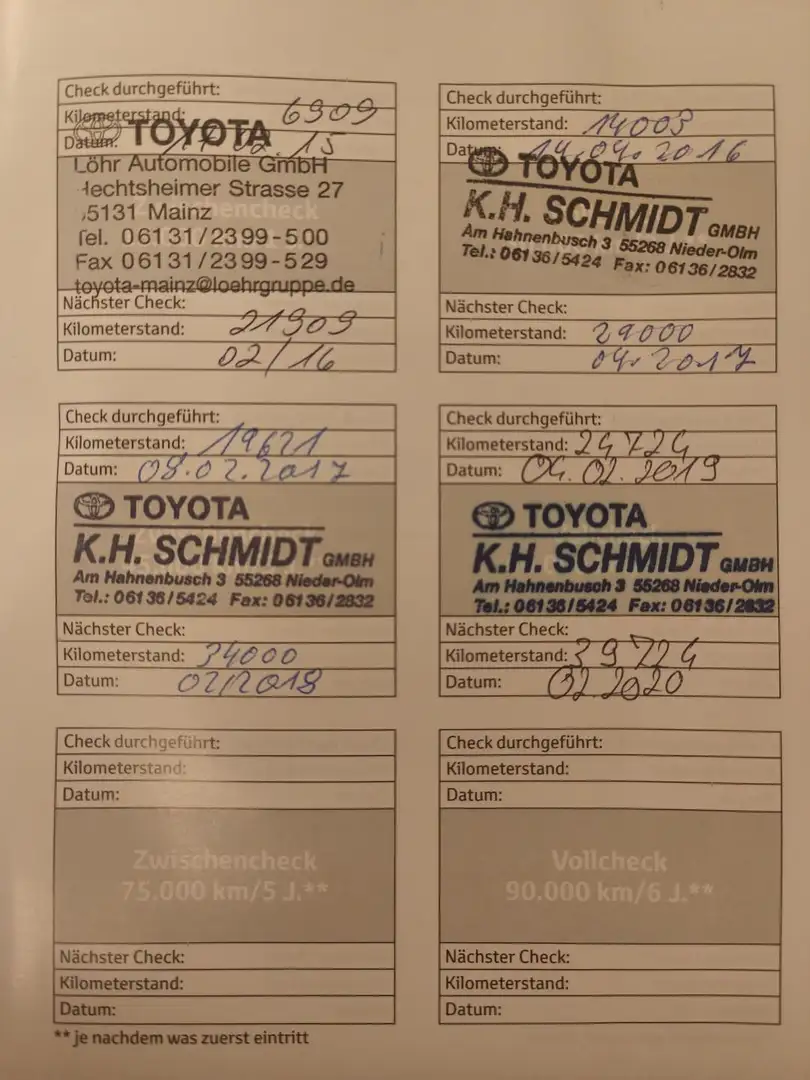 Check durchgeführt:
Kilometerstand: 6909
Datum: 17.02.15
TOYOTA
Löhr Automobile GmbH
Hechtsheimer Strasse 27
5131 Mainz
Tel. 06131/2399-500
Fax 06131/2399-529
toyota-mainz@loehrgruppe.de
Nächster Check:
Kilometerstand: 21909
Datum: 02/16
Check durchgeführt:
Kilometerstand: 14003
Datum: 14.04.2016
TOYOTA
K.H. SCHMIDT GMBH
Am Hahnenbusch 3 55268 Nieder-Olm
Tel.: 06136/5424 Fax: 06136/2832
Nächster Check:
Kilometerstand: 29000
Datum: 04.2017
Check durchgeführt:
Kilometerstand: 19621
Datum: 08.02.2017
TOYOTA
K.H. SCHMIDT GMBH
Am Hahnenbusch 3 55268 Nieder-Olm
Tel.: 06136/5424 Fax: 06136/2832
Nächster Check:
Kilometerstand: 34000
Datum: 02/2018
Check durchgeführt:
Kilometerstand: 24724
Datum: 04.02.2019
TOYOTA
K.H. SCHMIDT GMBH
Am Hahnenbusch 3 55268 Nieder-Olm
Tel.: 06136/5424 Fax: 06136/2832
Nächster Check:
Kilometerstand: 39724
Datum: 02.2020
Check durchgeführt:
Kilometerstand:
Datum:
Zwischencheck
75.000 km/5 J.**
Nächster Check:
Kilometerstand:
Datum:
Check durchgeführt:
Kilometerstand:
Datum:
Vollcheck
90.000 km/6 J.**
Nächster Check:
Kilometerstand:
Datum:
** je nachdem was zuerst eintritt